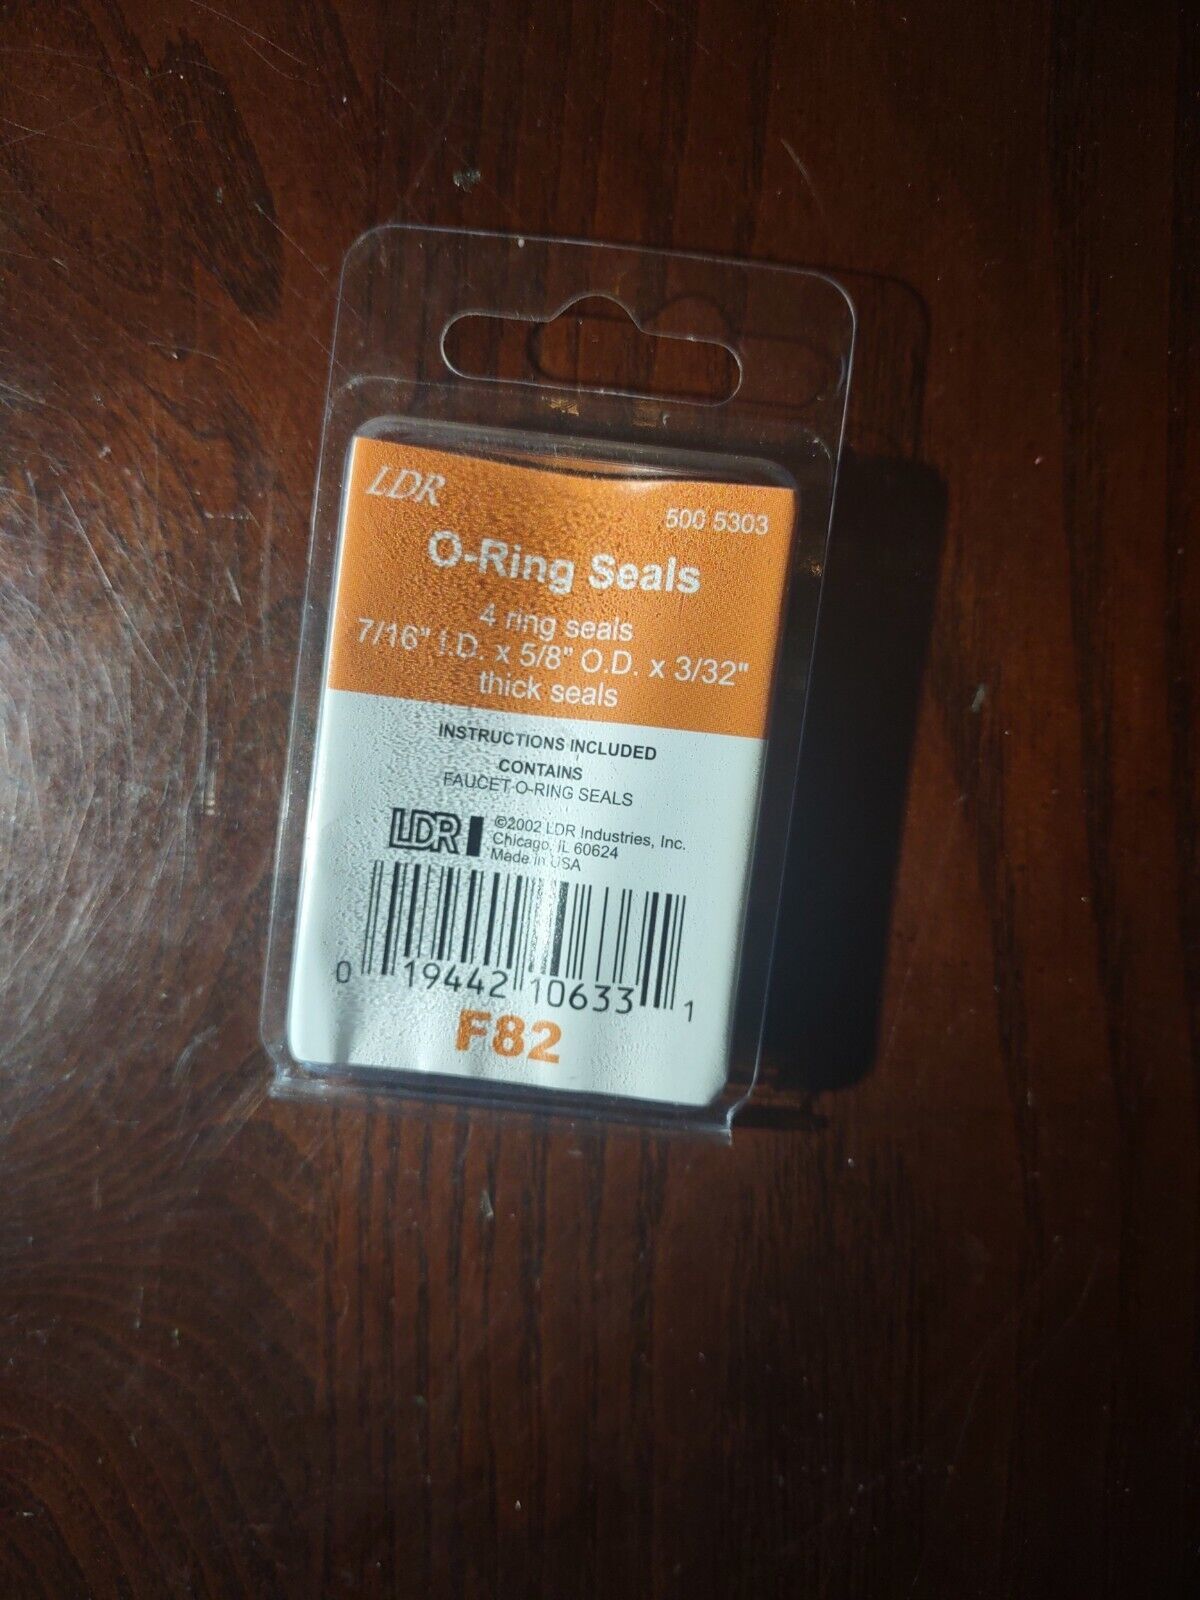 LDR
500 5303
O-Ring Seals
4 ring seals
7/16" I.D. x 5/8" O.D. x 3/32"
thick seals
INSTRUCTIONS INCLUDED
CONTAINS
FAUCET O-RING SEALS
LDR
©2002 LDR Industries, Inc.
Chicago, IL 60624
Made in USA
0 19442 10633 1
F82